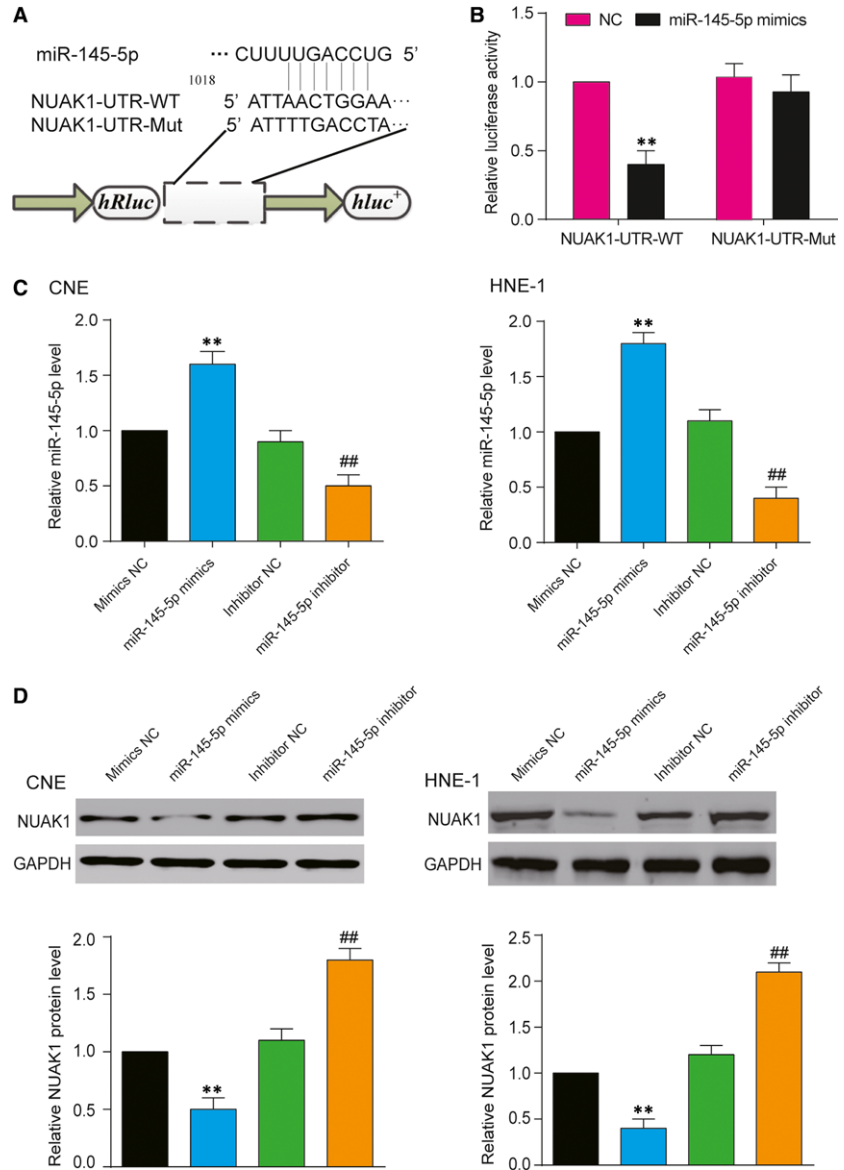 A
miR-145-5p ··· CUUUUGACCUG 5’
1018
NUAK1-UTR-WT 5’ ATTAACTGGAA···
NUAK1-UTR-Mut 5’ ATTTTGACCTA···
hRluc hluc+
B
NC miR-145-5p mimics
Relative luciferase activity
1.5
1.0
0.5
0.0
**
NUAK1-UTR-WT NUAK1-UTR-Mut
C
CNE
Relative miR-145-5p level
2.0
1.5
1.0
0.5
0.0
**
##
Mimics NC
miR-145-5p mimics
Inhibitor NC
miR-145-5p inhibitor
HNE-1
Relative miR-145-5p level
2.0
1.5
1.0
0.5
0.0
**
##
Mimics NC
miR-145-5p mimics
Inhibitor NC
miR-145-5p inhibitor
D
CNE
Mimics NC
miR-145-5p mimics
Inhibitor NC
miR-145-5p inhibitor
NUAK1
GAPDH
HNE-1
Mimics NC
miR-145-5p mimics
Inhibitor NC
miR-145-5p inhibitor
NUAK1
GAPDH
Relative NUAK1 protein level
2.0
1.5
1.0
0.5
0.0
**
##
Relative NUAK1 protein level
2.5
2.0
1.5
1.0
0.5
0.0
**
##